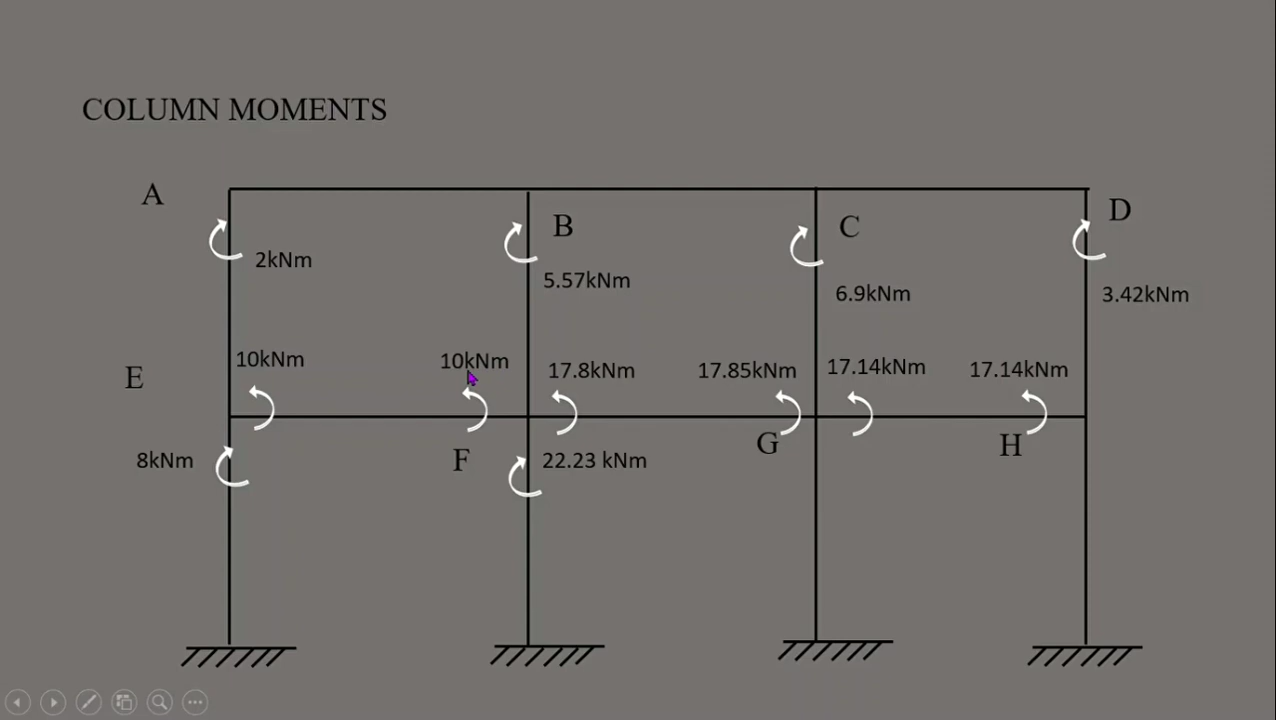 COLUMN MOMENTS
A
D
B
C
2kNm
5.57kNm
6.9kNm
3.42kNm
10kNm
10kNm
17.8kNm
17.85kNm
17.14kNm
17.14kNm
E
8kNm
F
22.23 kNm
G
H